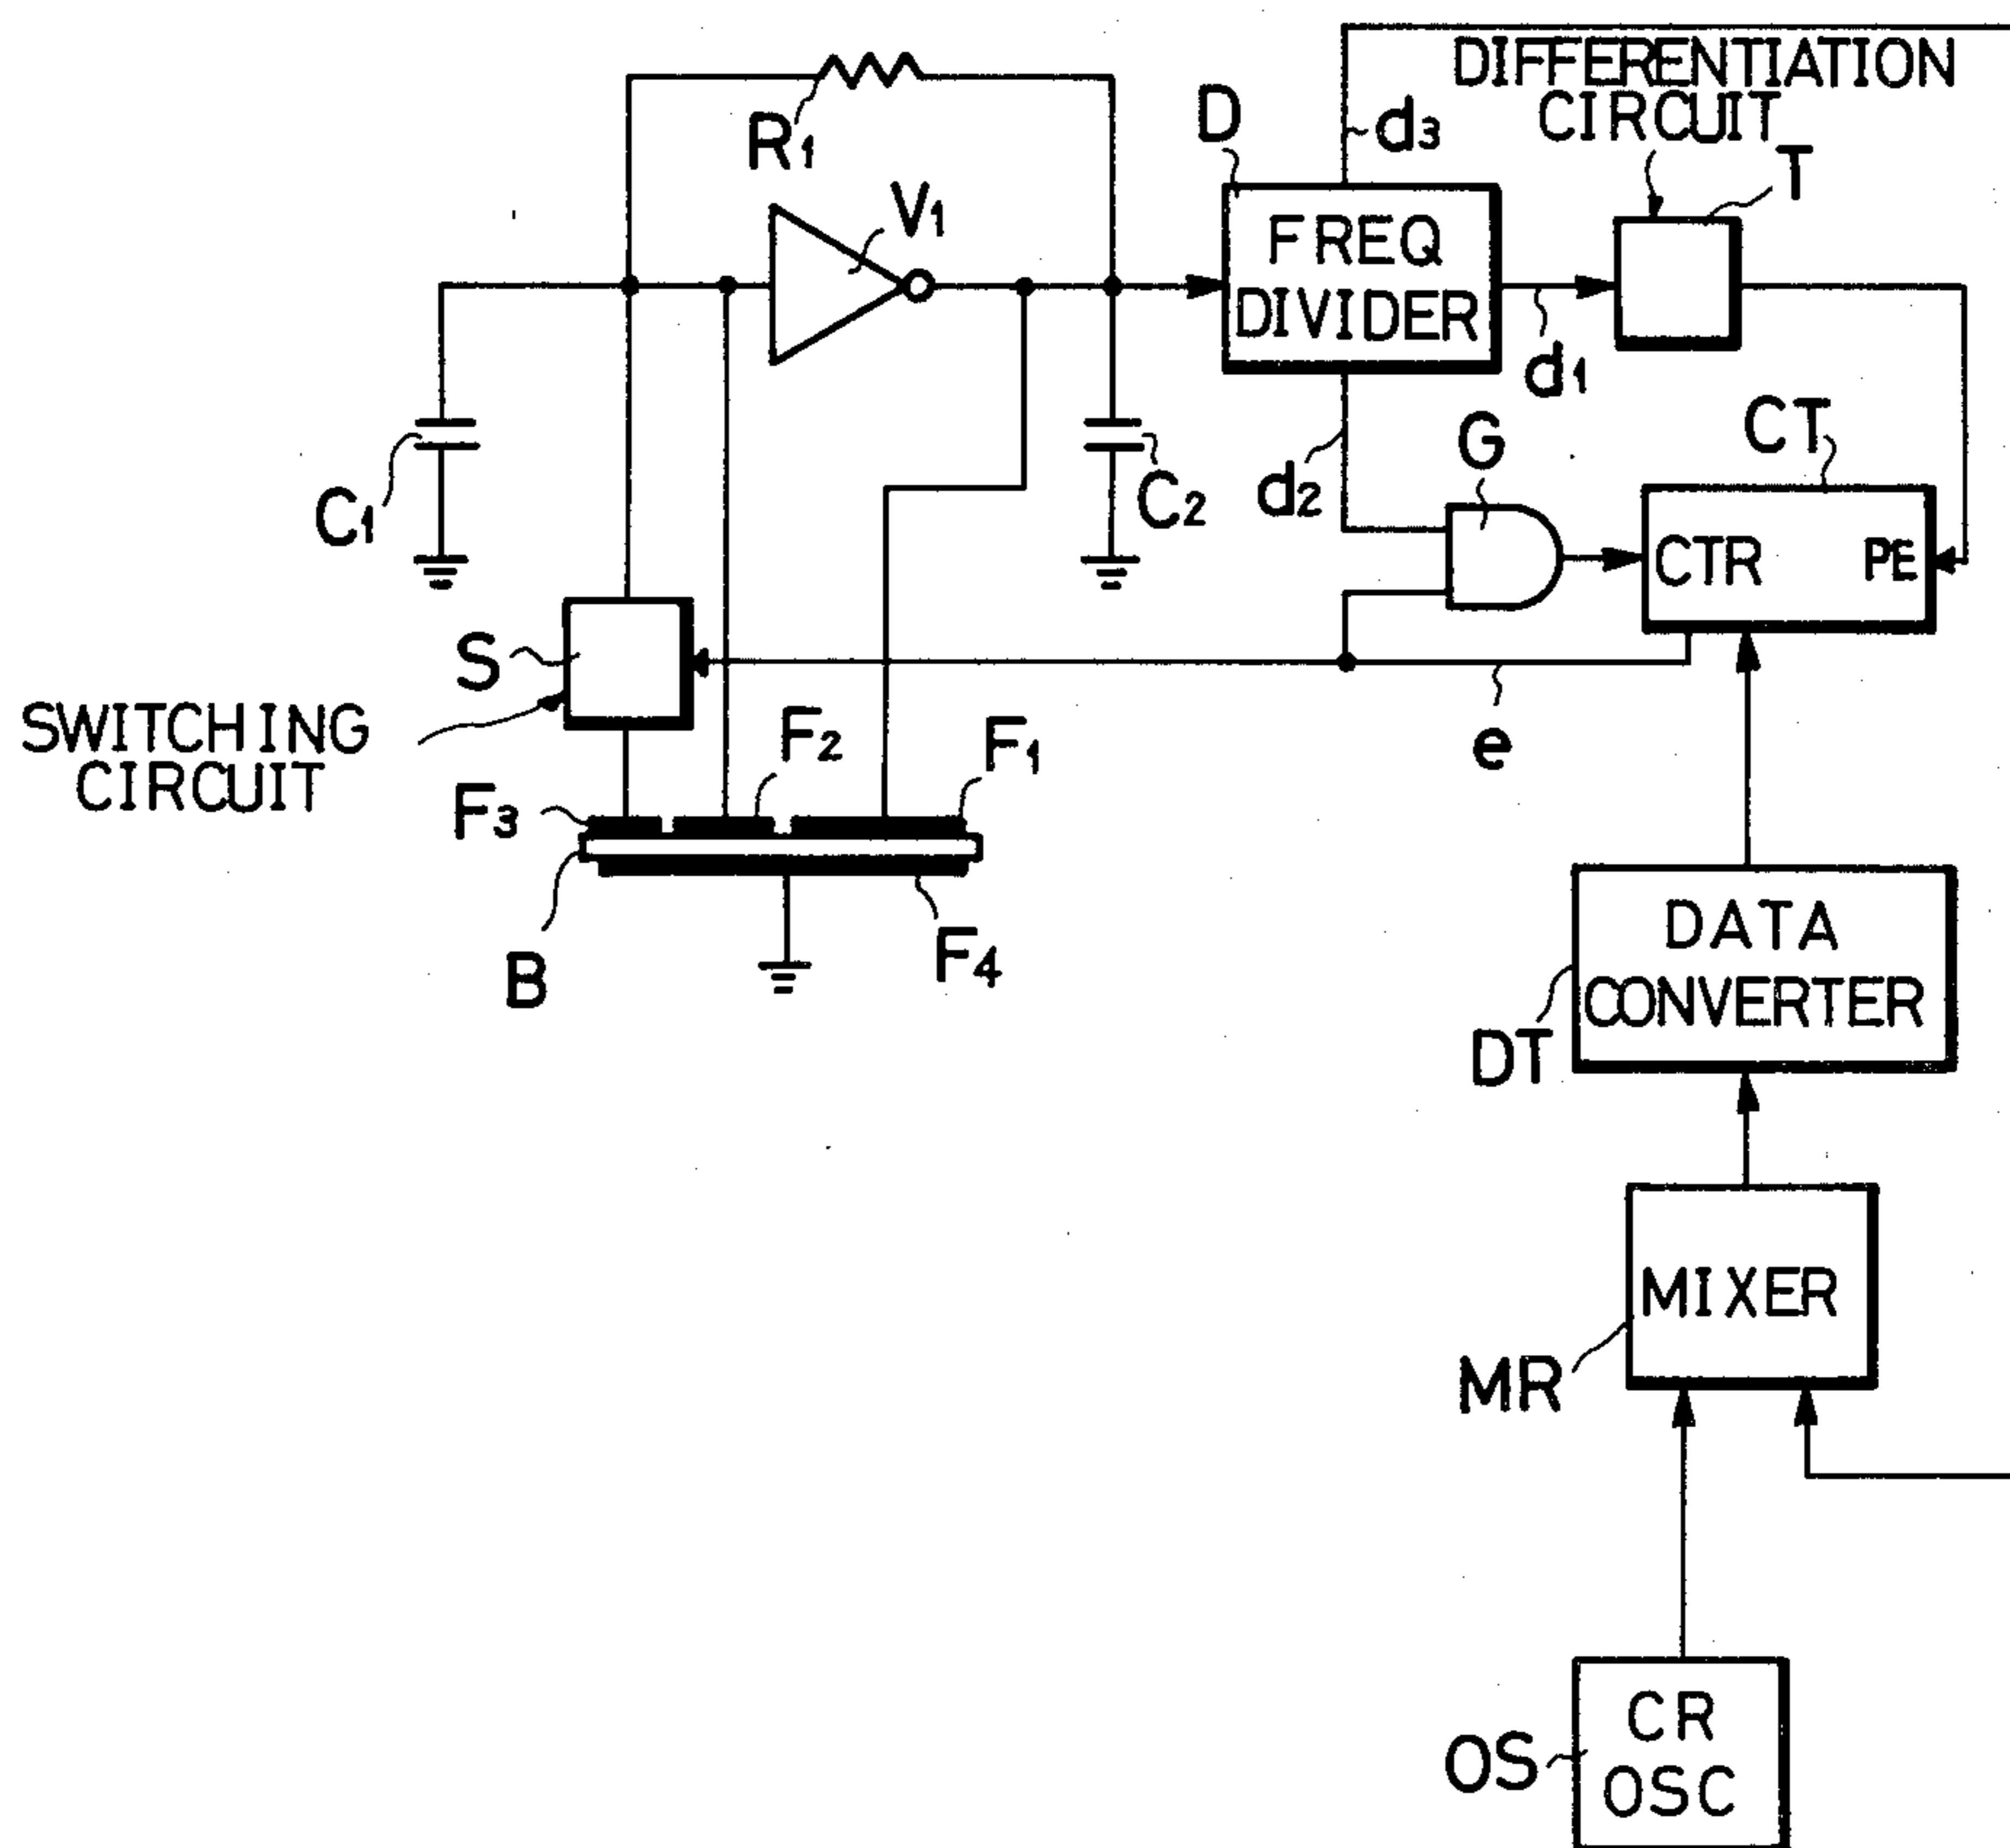 DIFFERENTIATION
CIRCUIT
R1
D
d3
T
V1
FREQ
DIVIDER
d1
C1
C2
d2
G
CT
CTR
PE
S
SWITCHING
CIRCUIT
e
F3
F2
F1
B
F4
DATA
CONVERTER
DT
MIXER
MR
CR
OSC
OS